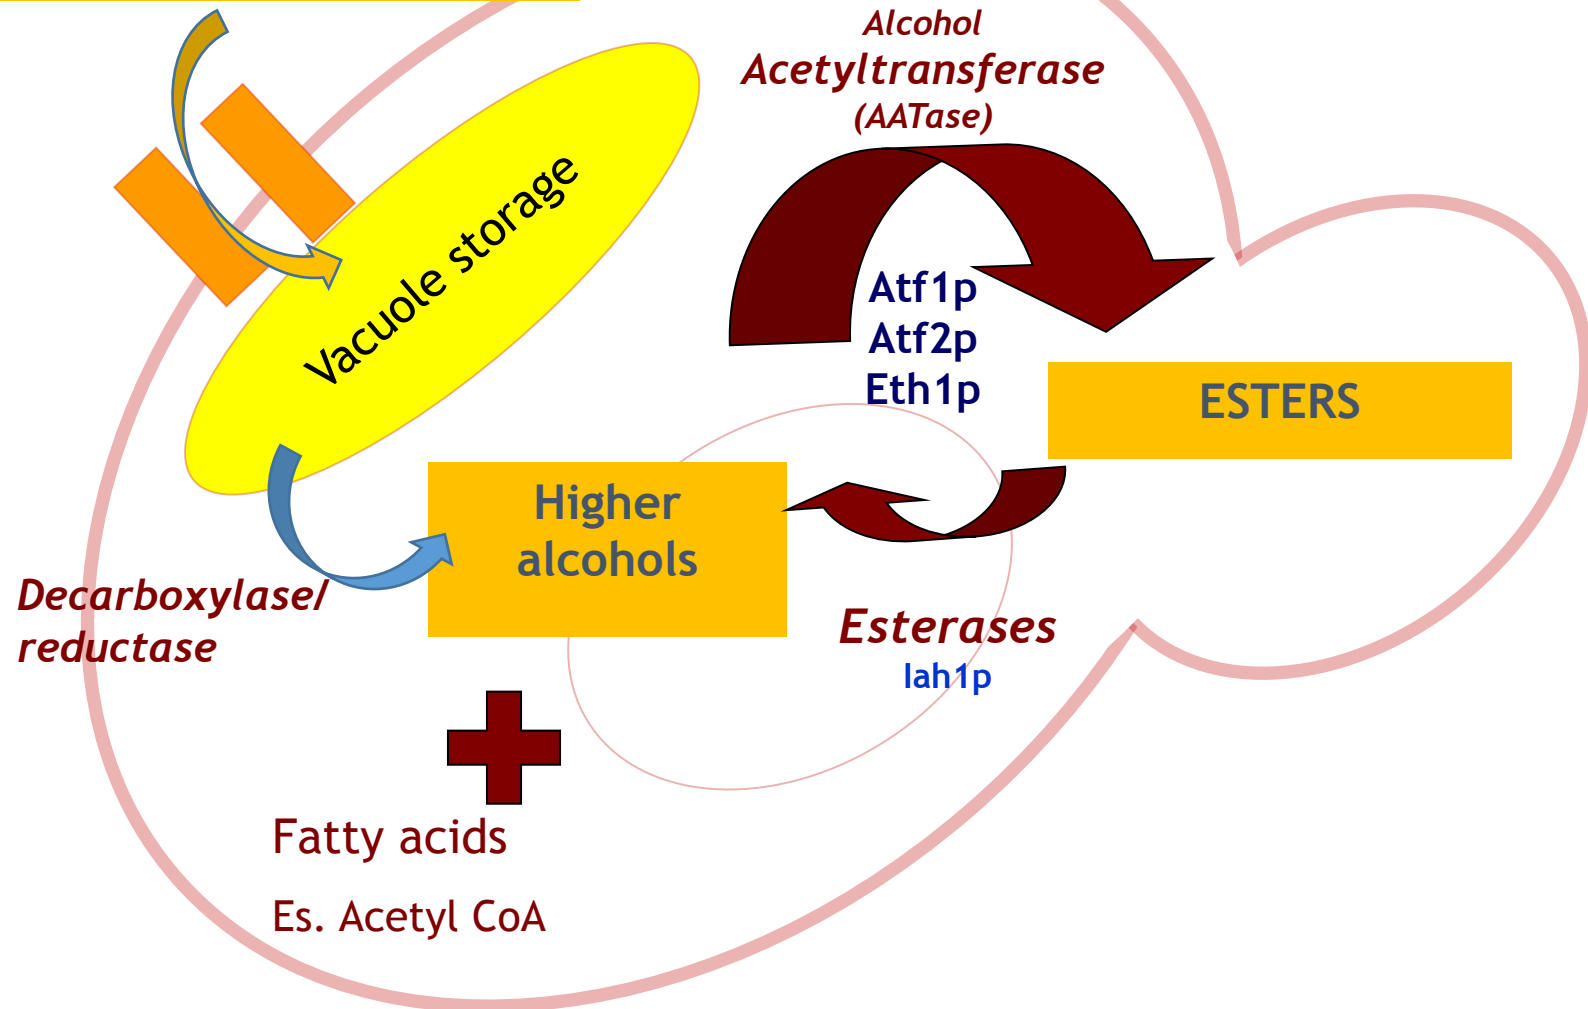 Alcohol
Acetyltransferase
(AATase)
Vacuole storage
Atf1p
Atf2p
Eth1p
ESTERS
Higher
alcohols
Decarboxylase/
reductase
Esterases
Iah1p
Fatty acids
Es. Acetyl CoA